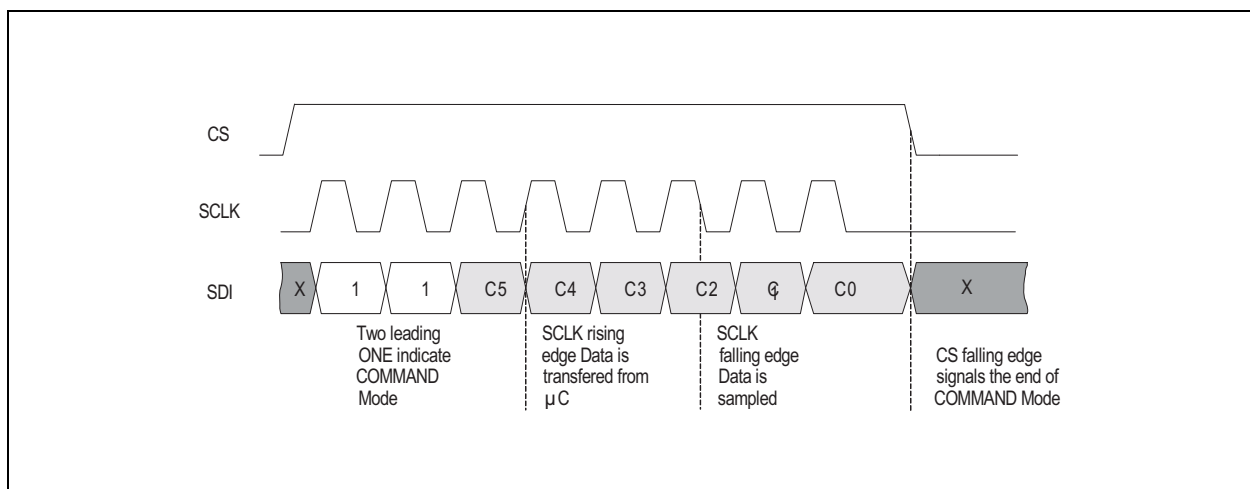 CS
SCLK
SDI
X 1 1 C5 C4 C3 C2 C1 C0 X
Two leading
ONE indicate
COMMAND
Mode
SCLK rising
edge Data is
transfered from
µC
SCLK
falling edge
Data is
sampled
CS falling edge
signals the end of
COMMAND Mode